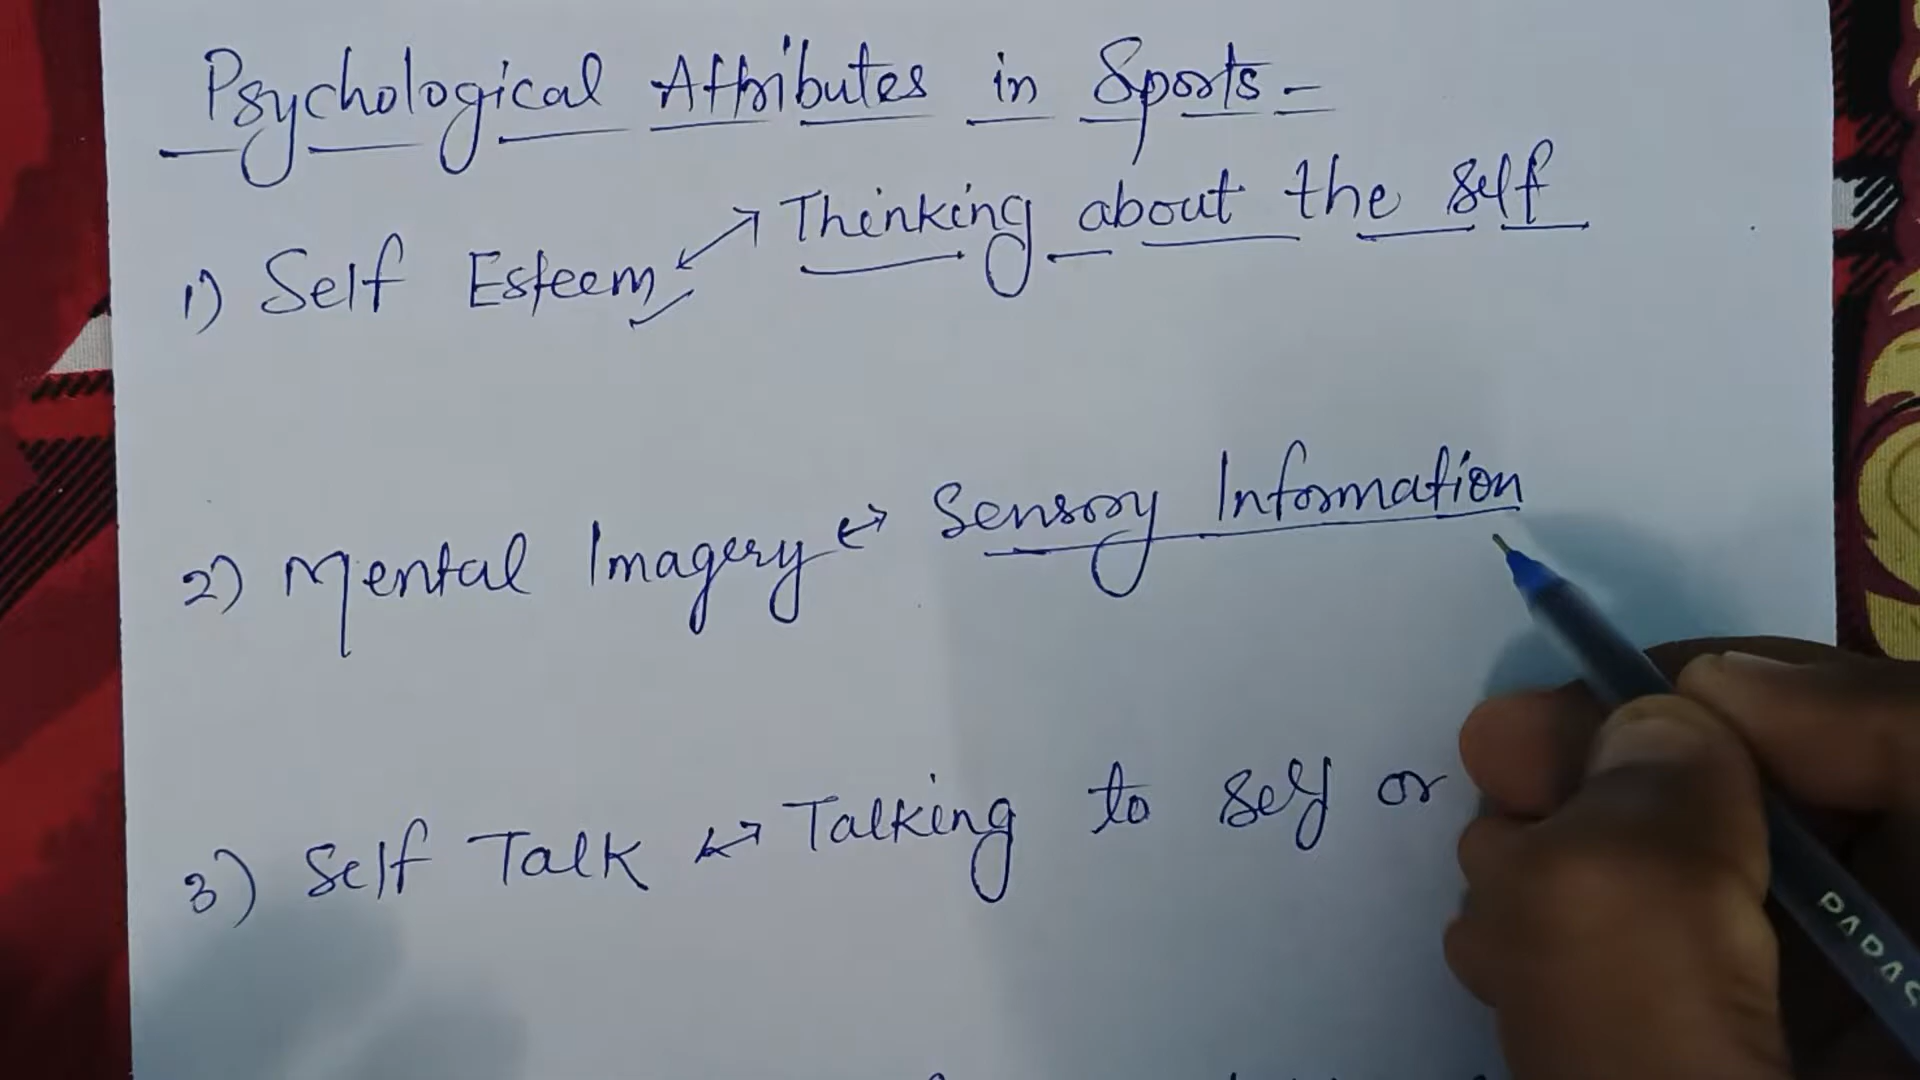 Psychological Attributes in Sports -
1) Self Esteem ↔ Thinking about the self
2) Mental Imagery ↔ Sensory Information
3) Self Talk ↔ Talking to self or